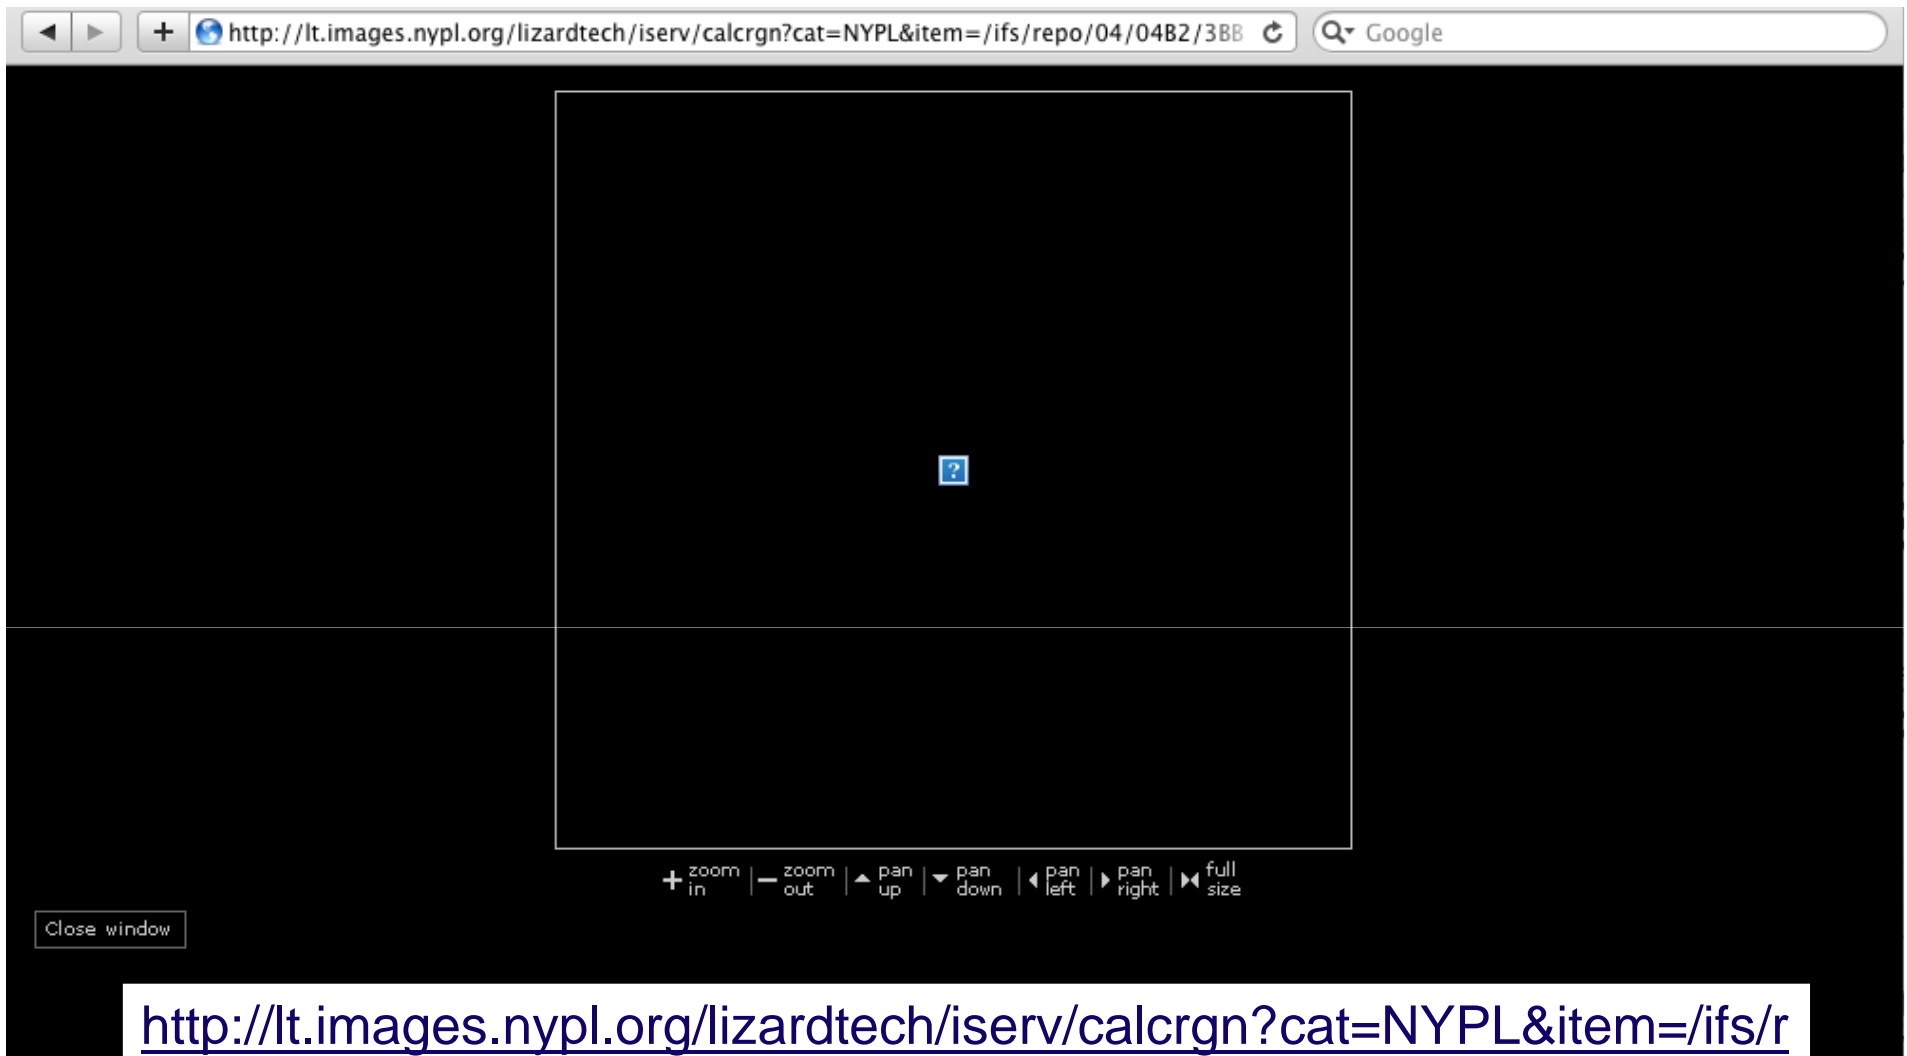 http://lt.images.nypl.org/lizardtech/iserv/calcrgn?cat=NYPL&item=/ifs/repo/04/04B2/3BB Google
?
zoom in zoom out pan up pan down pan left pan right full size
Close window
http://lt.images.nypl.org/lizardtech/iserv/calcrgn?cat=NYPL&item=/ifs/r